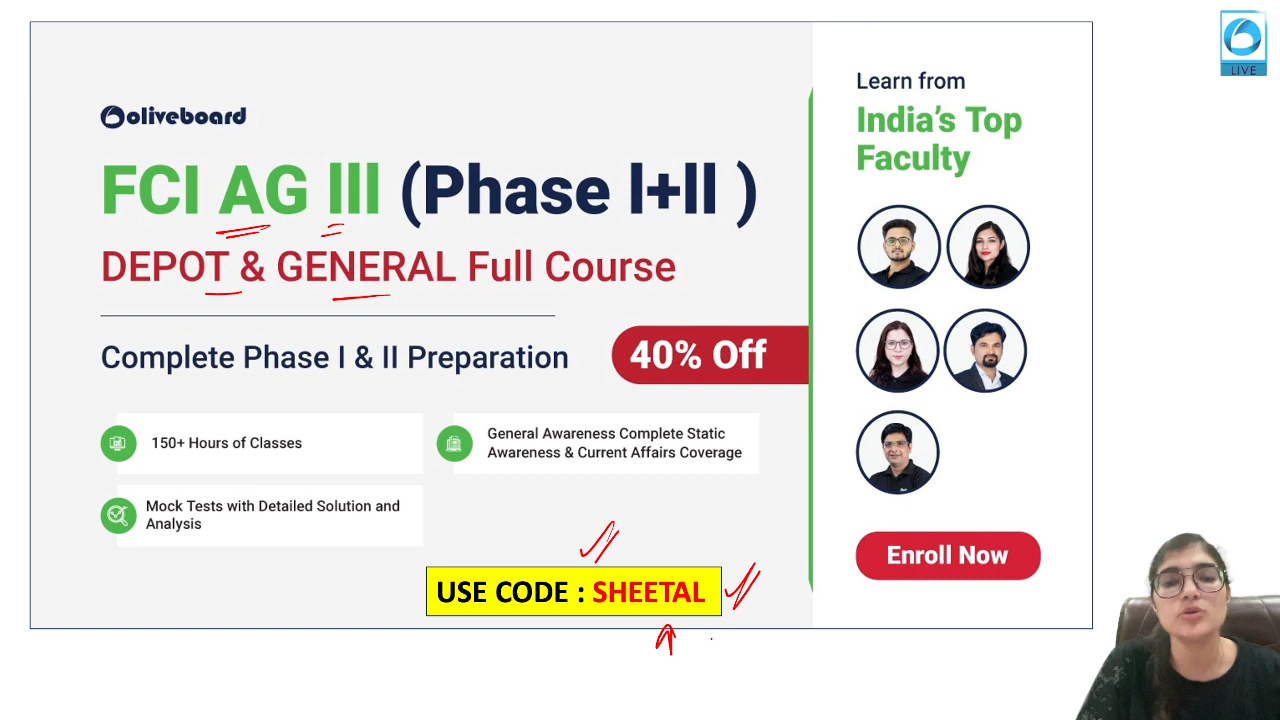 oliveboard
FCI AG III (Phase I+II )
DEPOT & GENERAL Full Course
Complete Phase I & II Preparation
40% Off
150+ Hours of Classes
General Awareness Complete Static
Awareness & Current Affairs Coverage
Mock Tests with Detailed Solution and
Analysis
USE CODE : SHEETAL
Learn from
India's Top
Faculty
Enroll Now
LIVE